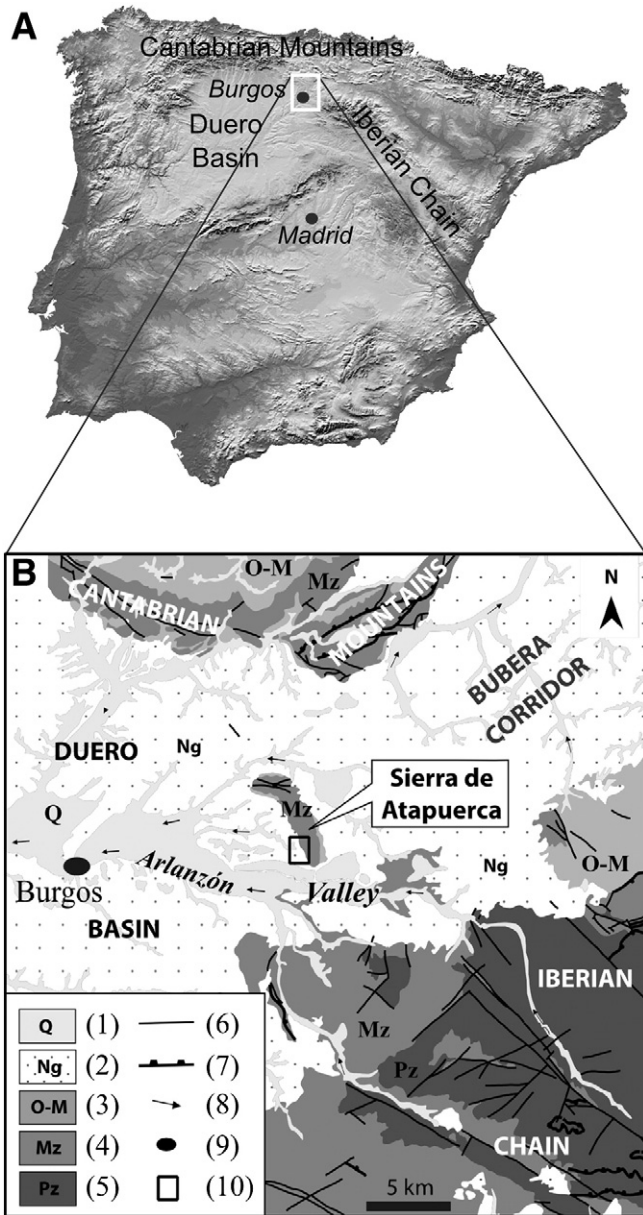 A
Cantabrian Mountains
Burgos
Duero
Basin
Iberian Chain
Madrid
B
O-M
Mz
N
CANTABRIAN
MOUNTAINS
BUBERA
CORRIDOR
DUERO
Ng
Sierra de
Atapuerca
Mz
Q
O-M
Ng
Arlanzón
Valley
Burgos
BASIN
IBERIAN
Mz
Pz
CHAIN
Q (1) (6)
Ng (2) (7)
O-M (3) (8)
Mz (4) (9)
Pz (5) (10)
5 km